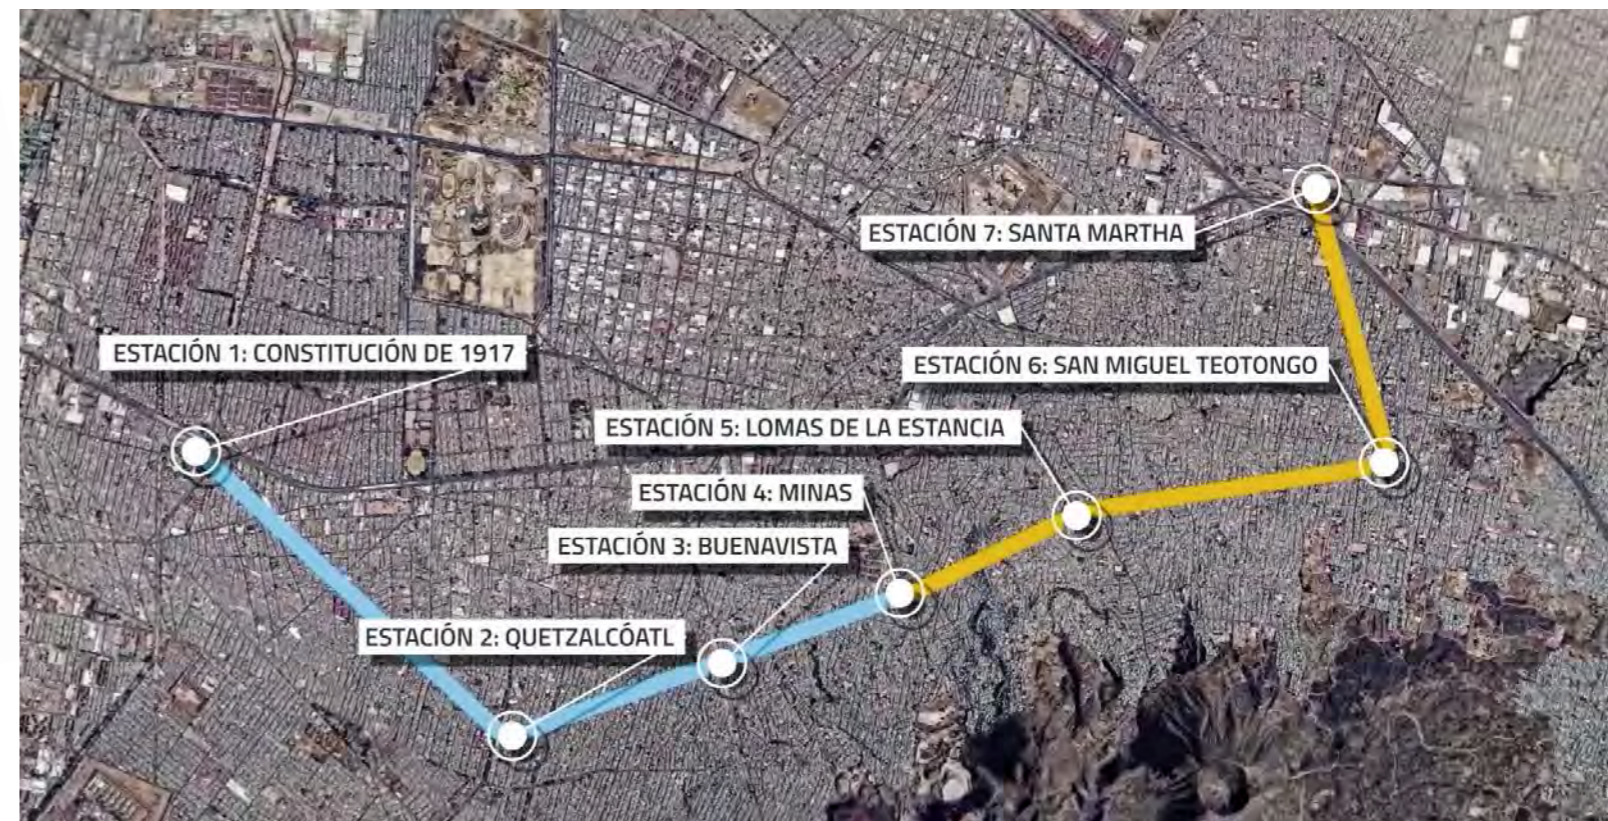 ESTACIÓN 7: SANTA MARTHA
ESTACIÓN 1: CONSTITUCIÓN DE 1917
ESTACIÓN 6: SAN MIGUEL TEOTONGO
ESTACIÓN 5: LOMAS DE LA ESTANCIA
ESTACIÓN 4: MINAS
ESTACIÓN 3: BUENAVISTA
ESTACIÓN 2: QUETZALCÓATL